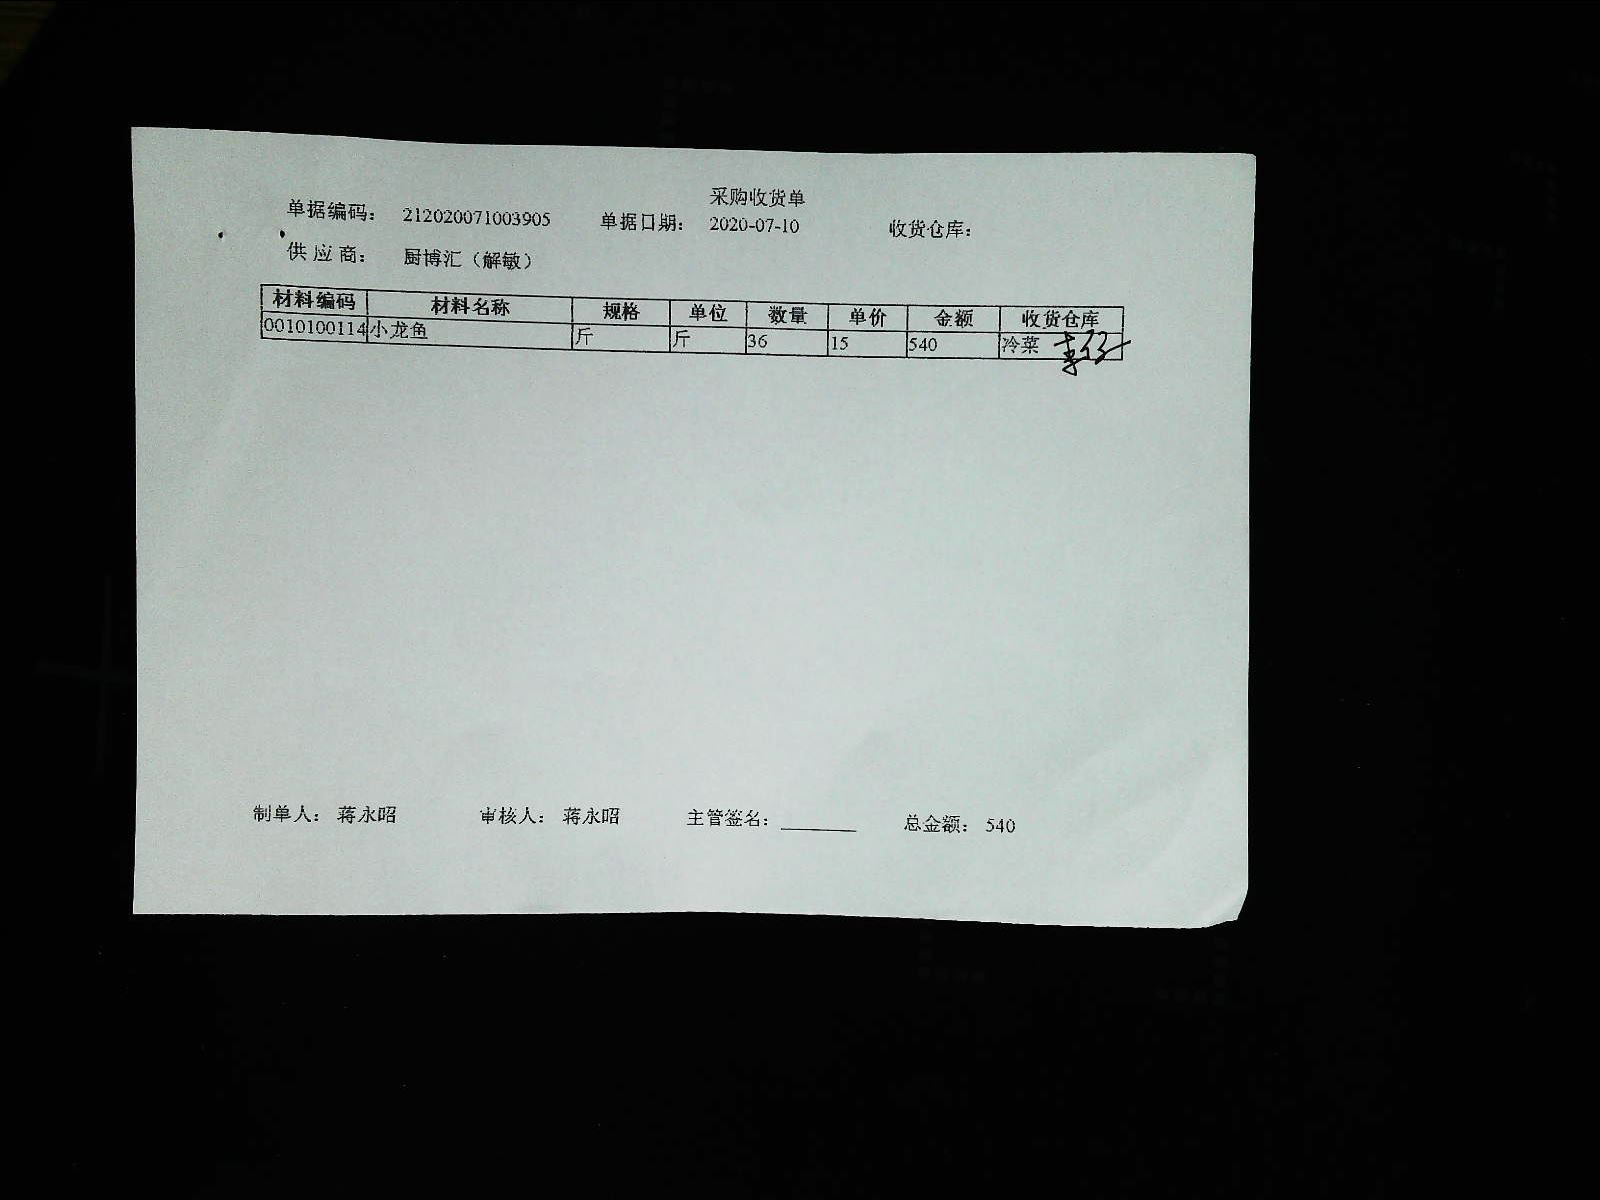 采购收货单
单据编码： 212020071003905 单据日期： 2020-07-10 收货仓库：
供 应 商： 厨博汇（解敏）
材料编码 材料名称 规格 单位 数量 单价 金额 收货仓库
0010100114 小龙鱼 斤 斤 36 15 540 冷菜
制单人： 蒋永昭 审核人： 蒋永昭 主管签名： 总金额： 540